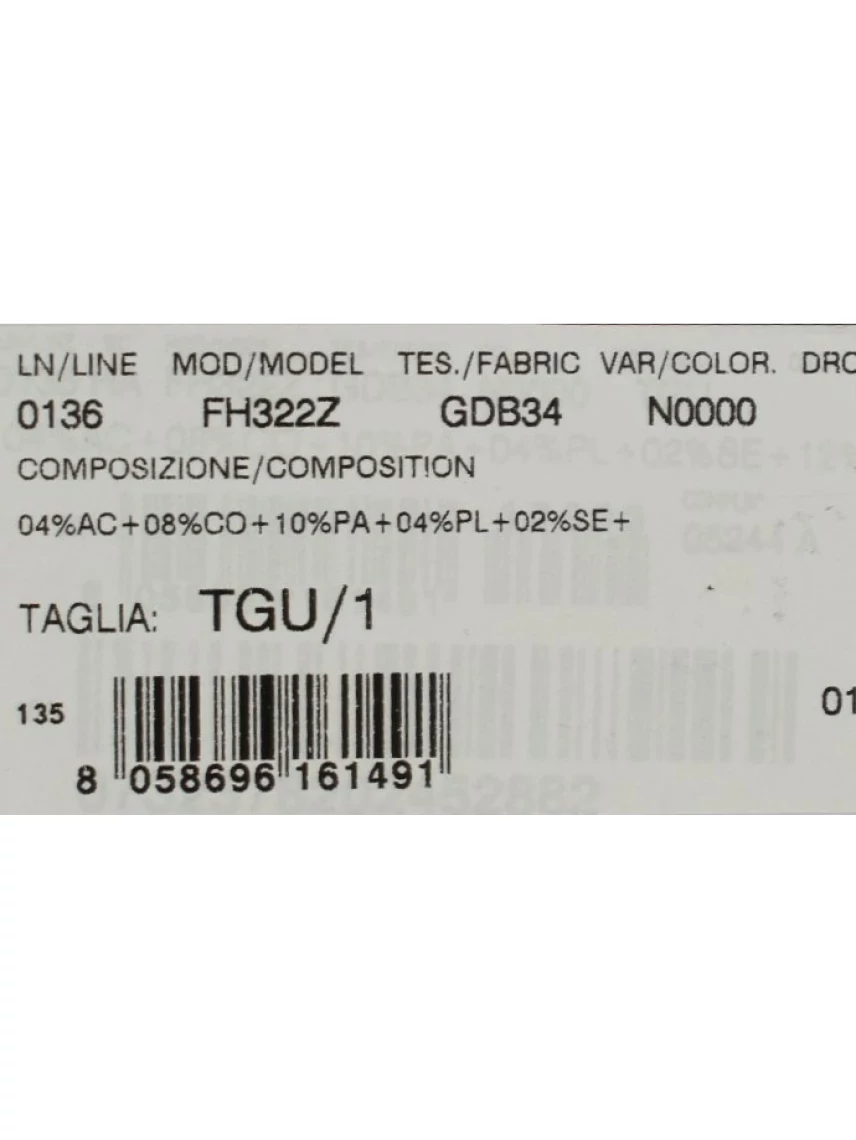 LN/LINE MOD/MODEL TES./FABRIC VAR/COLOR. DRO
0136 FH322Z GDB34 N0000
COMPOSIZIONE/COMPOSITION
04%AC+08%CO+10%PA+04%PL+02%SE+
TAGLIA: TGU/1
135
01
8 058696 161491